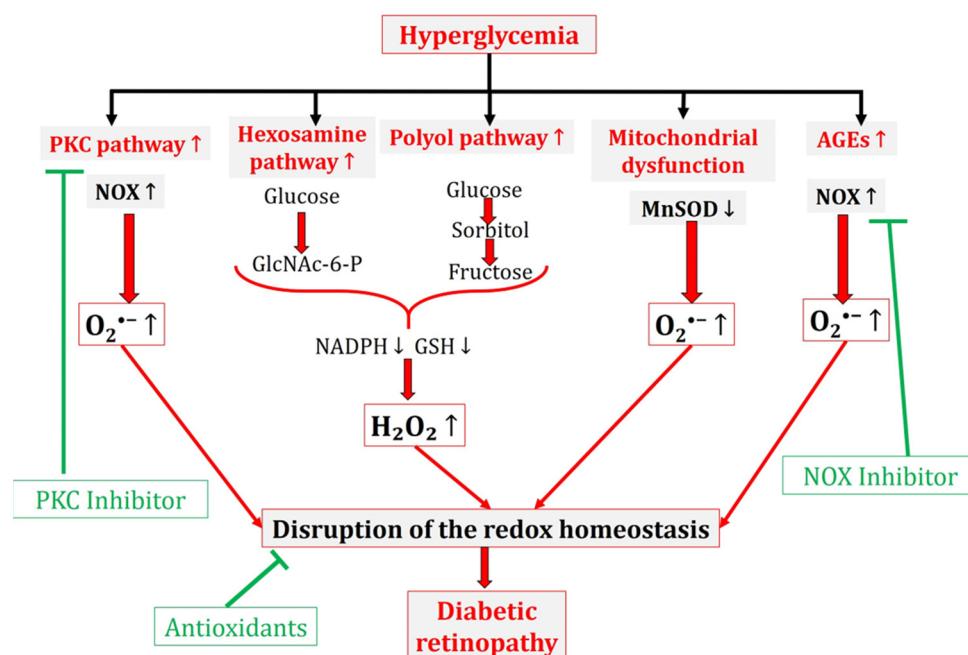 Hyperglycemia
PKC pathway ↑
Hexosamine
pathway ↑
Polyol pathway ↑
Mitochondrial
dysfunction
AGEs ↑
NOX ↑
Glucose
GlcNAc-6-P
Glucose
Sorbitol
Fructose
MnSOD ↓
NOX ↑
O₂•− ↑
NADPH ↓ GSH ↓
H₂O₂ ↑
O₂•− ↑
O₂•− ↑
PKC Inhibitor
NOX Inhibitor
Disruption of the redox homeostasis
Antioxidants
Diabetic
retinopathy